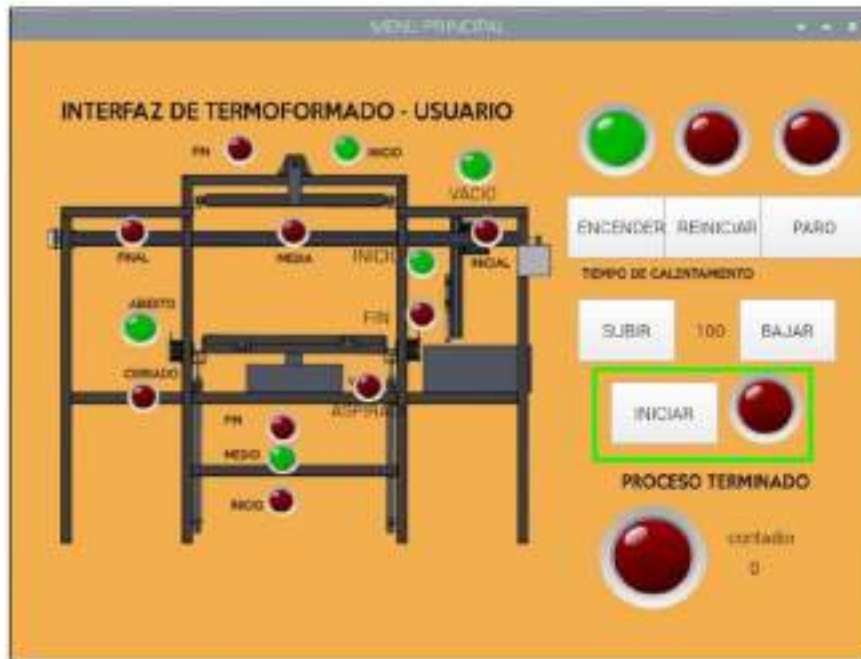 MENU PRINCIPAL
INTERFAZ DE TERMOFORMADO - USUARIO
FIN
INICIO
VACIO
ENCENDER
REINICIAR
PARO
FINAL
MEDIA
INICIO
INICIAL
TIEMPO DE CALENTAMIENTO
ABIERTO
FIN
SUBIR
100
BAJAR
CERRADO
INICIAR
FIN
MEDIO
PROCESO TERMINADO
INICIO
contador
0